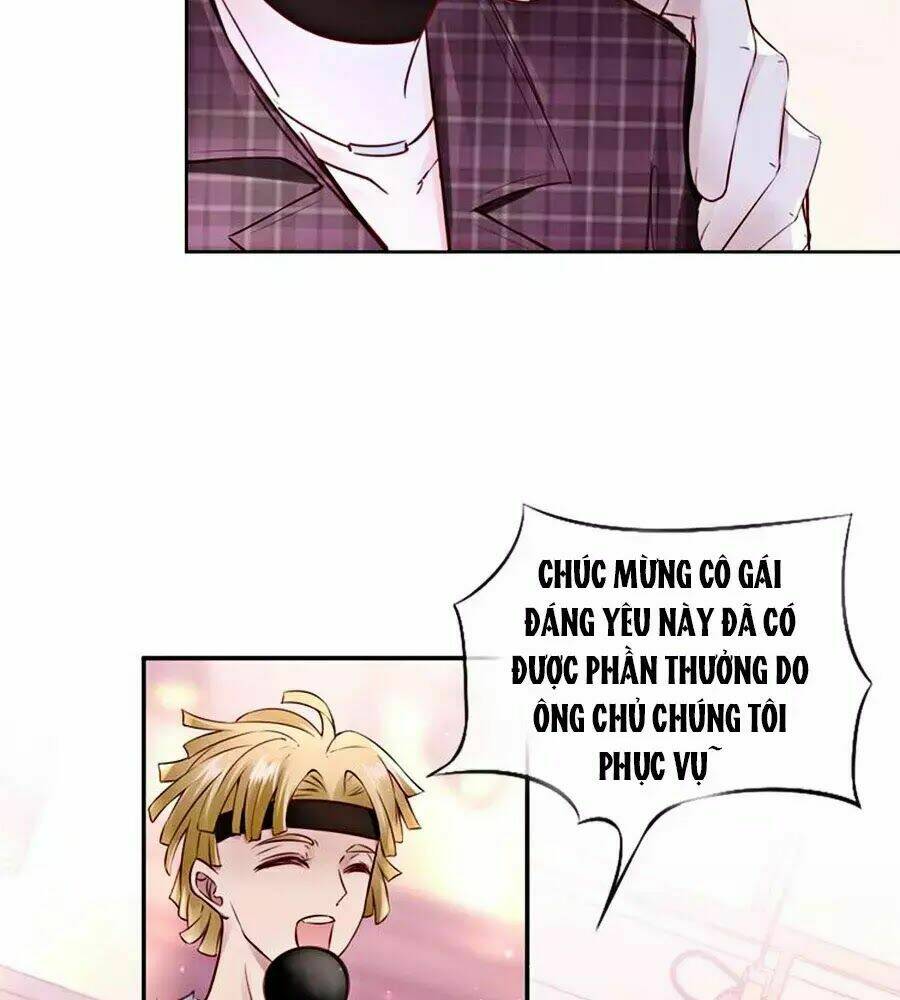 CHÚC MỪNG CÔ GÁI
ĐÁNG YÊU NÀY ĐÃ CÓ
ĐƯỢC PHẦN THƯỞNG DO
ÔNG CHỦ CHÚNG TÔI
PHỤC VỤ~